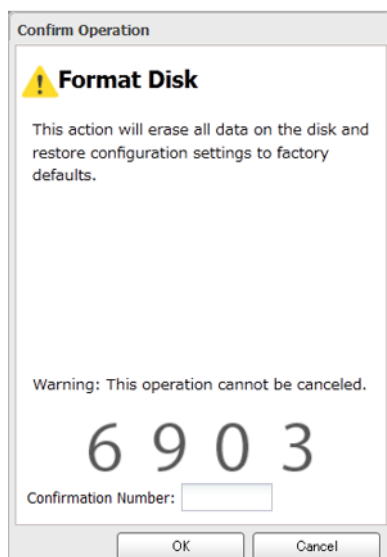 Confirm Operation
Format Disk
This action will erase all data on the disk and
restore configuration settings to factory
defaults.
Warning: This operation cannot be canceled.
6 9 0 3
Confirmation Number:
OK Cancel